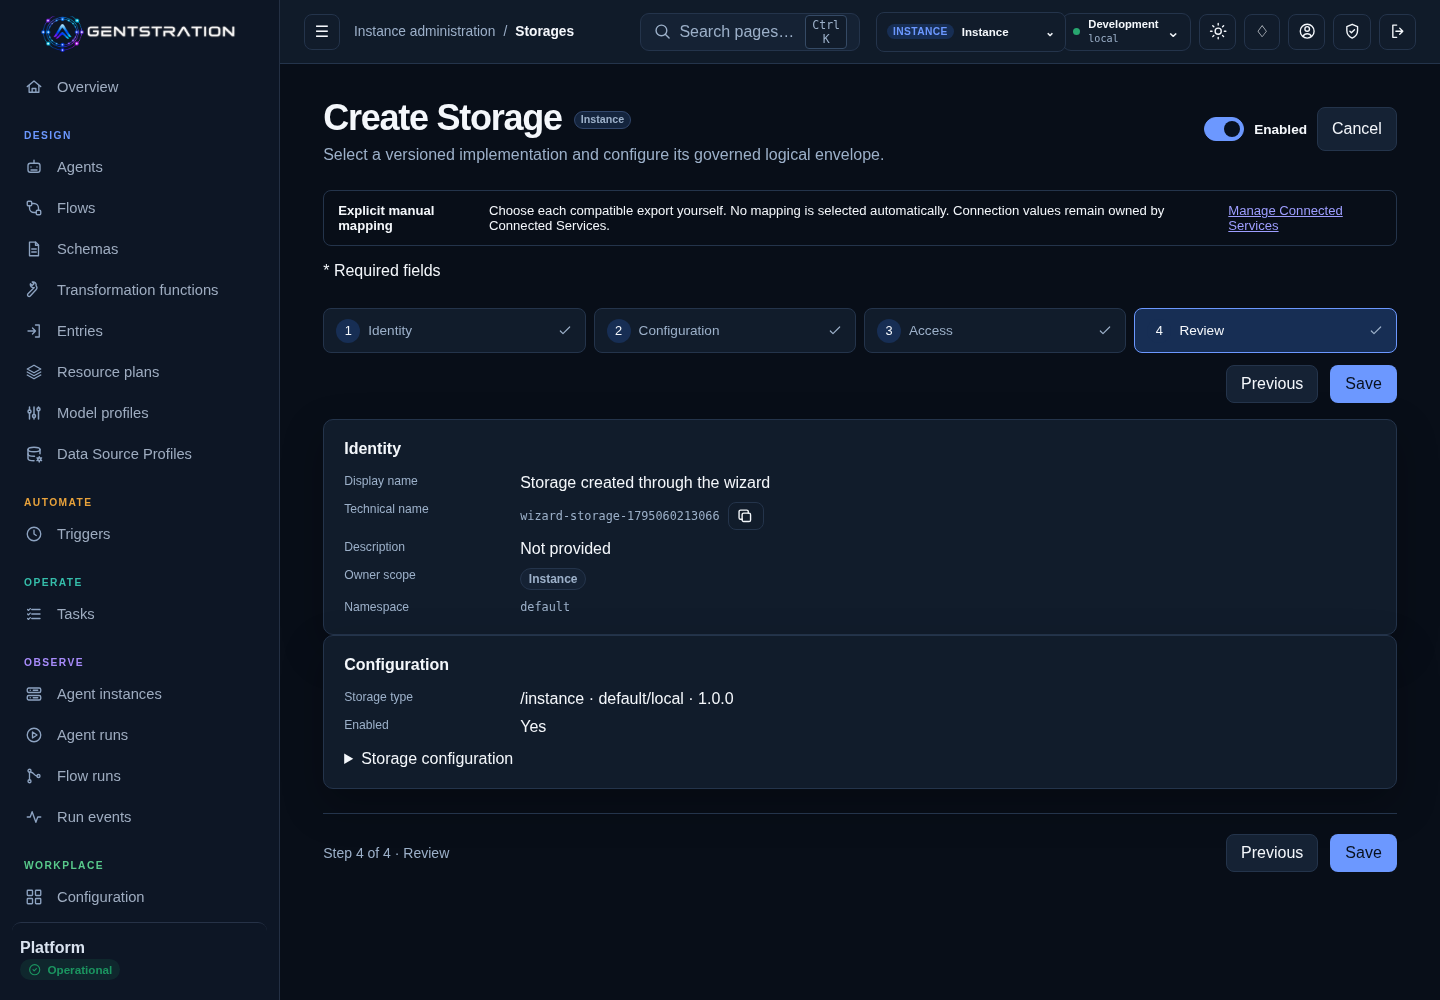 GENTSTRATION
Overview
DESIGN
Agents
Flows
Schemas
Transformation functions
Entries
Resource plans
Model profiles
Data Source Profiles
AUTOMATE
Triggers
OPERATE
Tasks
OBSERVE
Agent instances
Agent runs
Flow runs
Run events
WORKPLACE
Configuration
Platform
Operational
Instance administration / Storages
Search pages…
Ctrl
K
INSTANCE Instance
Development
local
Create Storage Instance
Select a versioned implementation and configure its governed logical envelope.
Enabled
Cancel
Explicit manual
mapping
Choose each compatible export yourself. No mapping is selected automatically. Connection values remain owned by
Connected Services.
Manage Connected
Services
* Required fields
1 Identity
2 Configuration
3 Access
4 Review
Previous
Save
Identity
Display name Storage created through the wizard
Technical name wizard-storage-1795060213066
Description Not provided
Owner scope Instance
Namespace default
Configuration
Storage type /instance · default/local · 1.0.0
Enabled Yes
Storage configuration
Step 4 of 4 · Review
Previous
Save